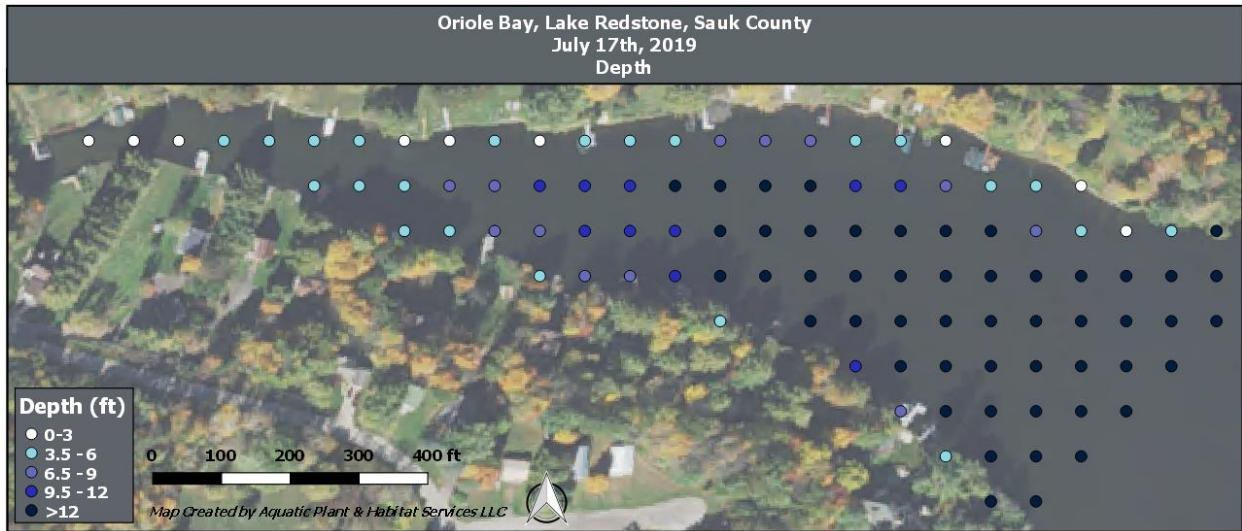 Oriole Bay, Lake Redstone, Sauk County
July 17th, 2019
Depth
Depth (ft)
0-3
3.5 - 6
6.5 - 9
9.5 - 12
>12
0 100 200 300 400 ft
Map Created by Aquatic Plant & Habitat Services LLC